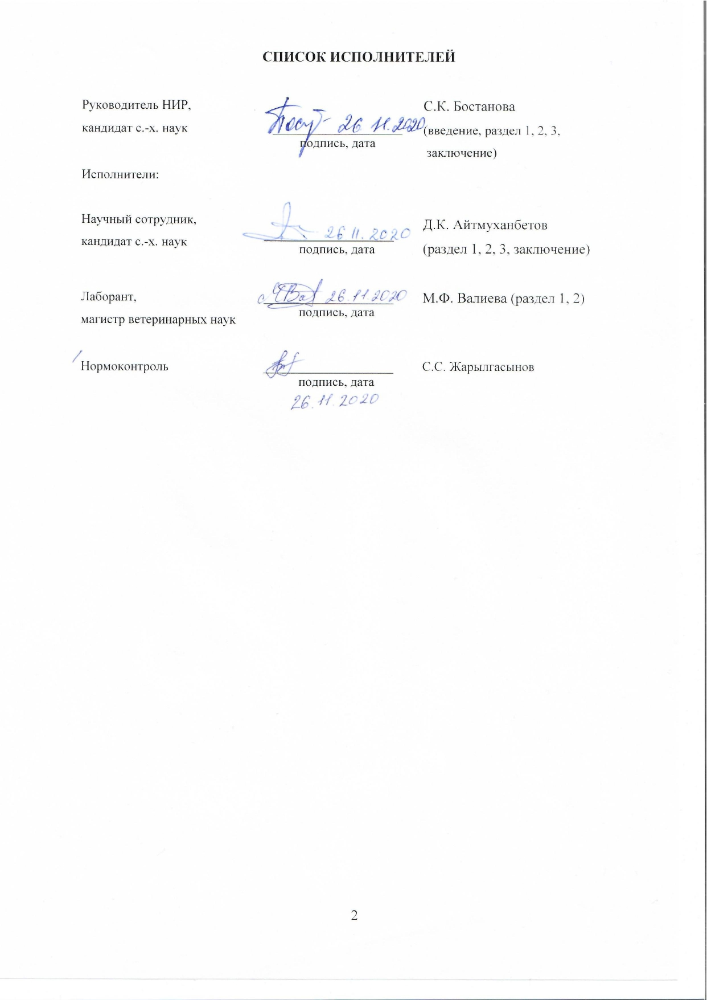 СПИСОК ИСПОЛНИТЕЛЕЙ
Руководитель НИР,
кандидат с.-х. наук
26 11.2020
подпись, дата
С.К. Бостанова
(введение, раздел 1, 2, 3,
заключение)
Исполнители:
Научный сотрудник,
кандидат с.-х. наук
26 11. 2020
подпись, дата
Д.К. Айтмуханбетов
(раздел 1, 2, 3, заключение)
Лаборант,
магистр ветеринарных наук
26.11.2020
подпись, дата
М.Ф. Валиева (раздел 1, 2)
Нормоконтроль
подпись, дата
26.11.2020
С.С. Жарылгасынов
2